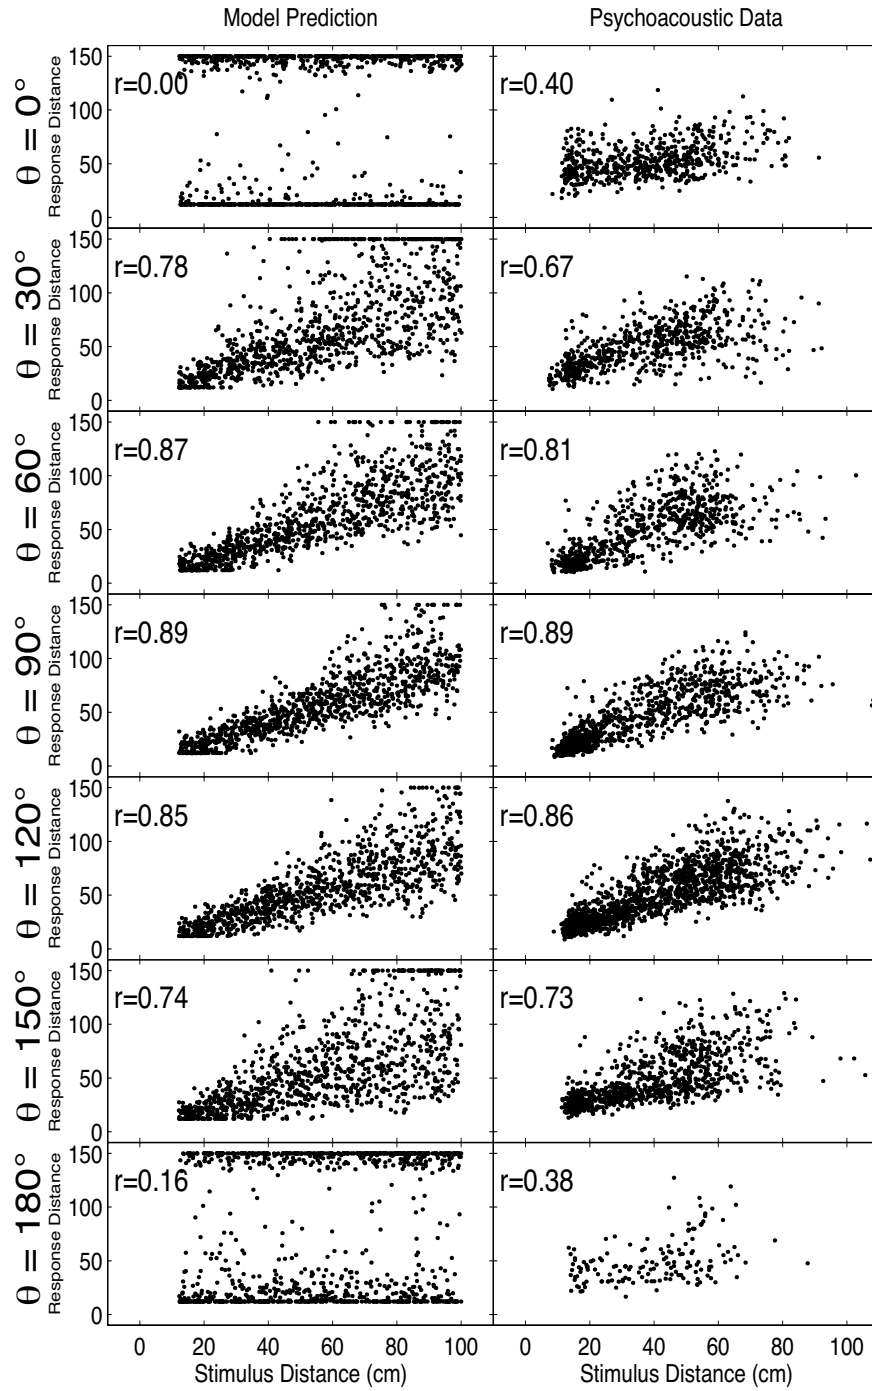 Model Prediction Psychoacoustic Data
θ = 0°
Response Distance
150
100
50
0
r=0.00
r=0.40
θ = 30°
Response Distance
150
100
50
0
r=0.78
r=0.67
θ = 60°
Response Distance
150
100
50
0
r=0.87
r=0.81
θ = 90°
Response Distance
150
100
50
0
r=0.89
r=0.89
θ = 120°
Response Distance
150
100
50
0
r=0.85
r=0.86
θ = 150°
Response Distance
150
100
50
0
r=0.74
r=0.73
θ = 180°
Response Distance
150
100
50
0
r=0.16
r=0.38
0 20 40 60 80 100 0 20 40 60 80 100
Stimulus Distance (cm) Stimulus Distance (cm)